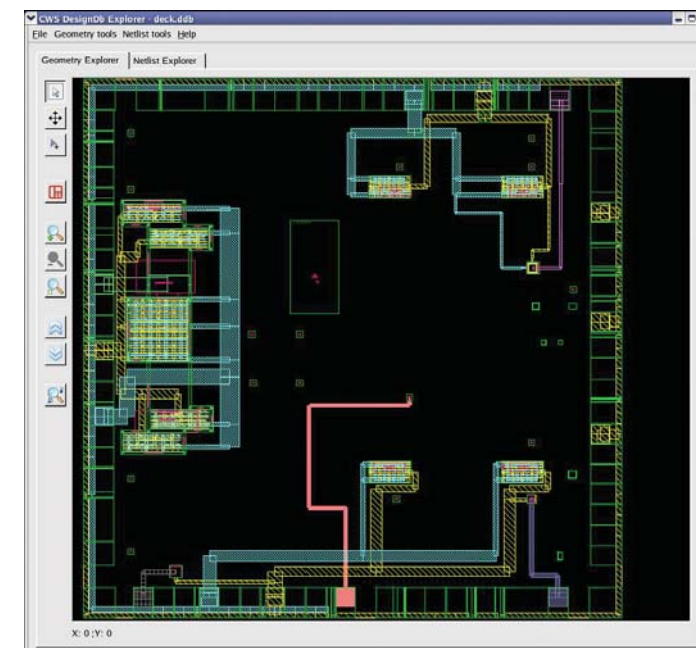 CWS DesignDb Explorer - deck.ddb
File Geometry tools Netlist tools Help
Geometry Explorer Netlist Explorer
X: 0 ;Y: 0